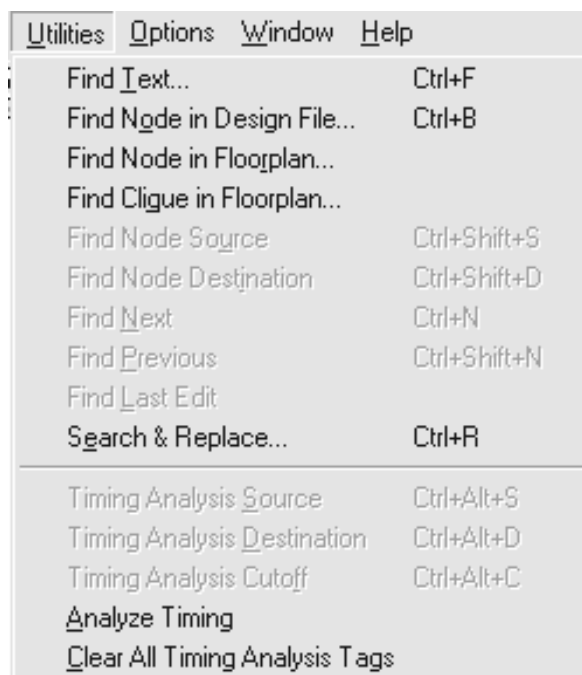 Utilities Options Window Help
Find Text... Ctrl+F
Find Node in Design File... Ctrl+B
Find Node in Floorplan...
Find Clique in Floorplan...
Find Node Source Ctrl+Shift+S
Find Node Destination Ctrl+Shift+D
Find Next Ctrl+N
Find Previous Ctrl+Shift+N
Find Last Edit
Search & Replace... Ctrl+R
Timing Analysis Source Ctrl+Alt+S
Timing Analysis Destination Ctrl+Alt+D
Timing Analysis Cutoff Ctrl+Alt+C
Analyze Timing
Clear All Timing Analysis Tags